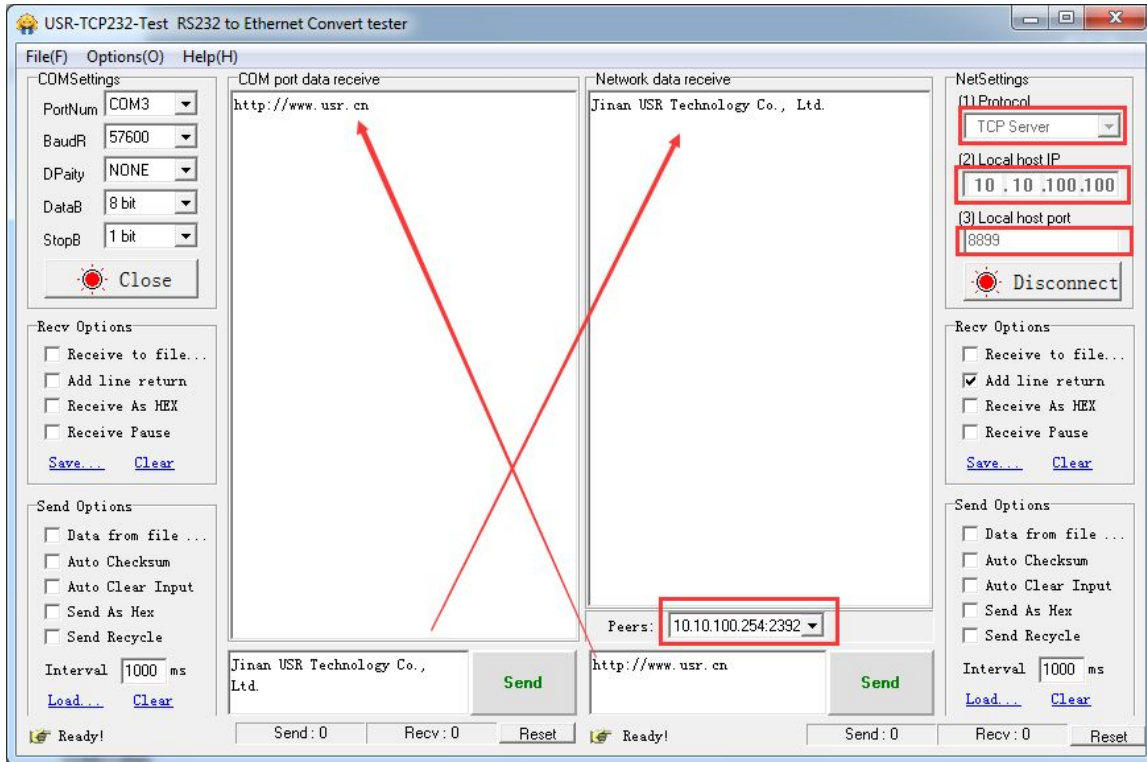 USR-TCP232-Test RS232 to Ethernet Convert tester
File(F) Options(O) Help(H)
COMSettings
PortNum COM3
BaudR 57600
DPaity NONE
DataB 8 bit
StopB 1 bit
Close
Recv Options
Receive to file...
Add line return
Receive As HEX
Receive Pause
Save... Clear
Send Options
Data from file ...
Auto Checksum
Auto Clear Input
Send As Hex
Send Recycle
Interval 1000 ms
Load... Clear
COM port data receive
http://www.usr.cn
Jinan USR Technology Co.,
Ltd.
Send
Network data receive
Jinan USR Technology Co., Ltd.
Peers: 10.10.100.254:2392
http://www.usr.cn
Send
NetSettings
(1) Protocol
TCP Server
(2) Local host IP
10 .10 .100.100
(3) Local host port
8899
Disconnect
Recv Options
Receive to file...
Add line return
Receive As HEX
Receive Pause
Save... Clear
Send Options
Data from file ...
Auto Checksum
Auto Clear Input
Send As Hex
Send Recycle
Interval 1000 ms
Load... Clear
Ready! Send : 0 Recv : 0 Reset
Ready! Send : 0 Recv : 0 Reset